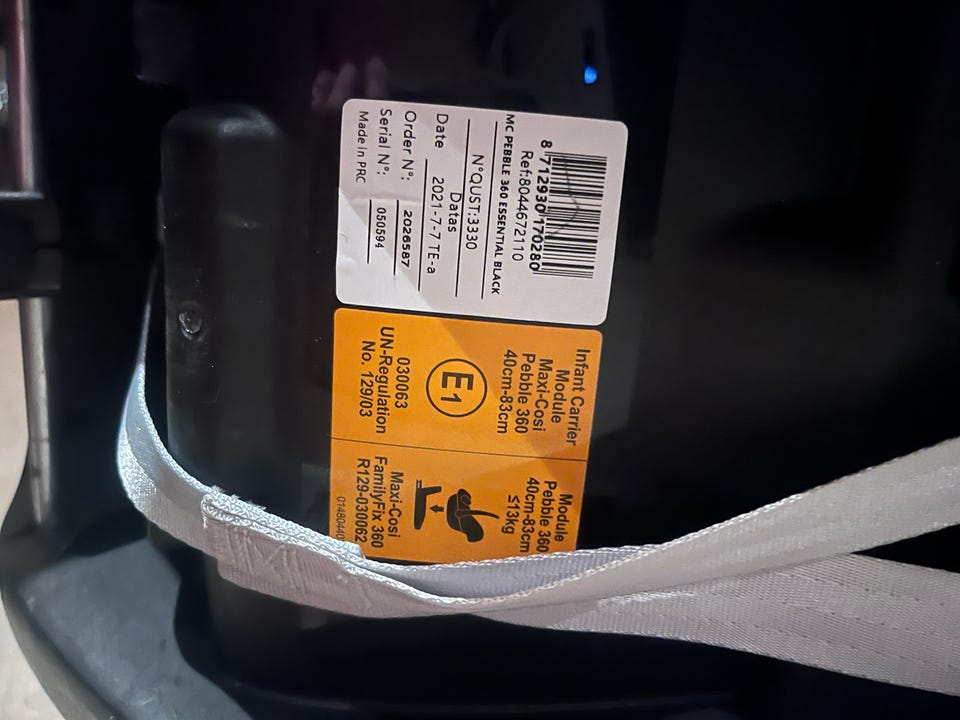 8 712930 170280
Ref:8044672110
MC PEBBLE 360 ESSENTIAL BLACK
N°QUST:3330
Datas
Date 2021-7-7 TE-a
Order N°: 2026587
Serial N°: 050594
Made in PRC
Infant Carrier
Module
Maxi-Cosi
Pebble 360
40cm-83cm
E1
030063
UN-Regulation
No. 129/03
Module
Pebble 360
40cm-83cm
≤13kg
Maxi-Cosi
FamilyFix 360
R129-030062
01480440